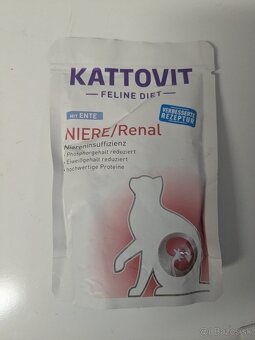 KATTOVIT
FELINE DIET
MIT ENTE
VERBESSERTE
REZEPTUR
NIERE/Renal
Niereninsuffizienz
• Phosphorgehalt reduziert
• Eiweißgehalt reduziert
• hochwertige Proteine